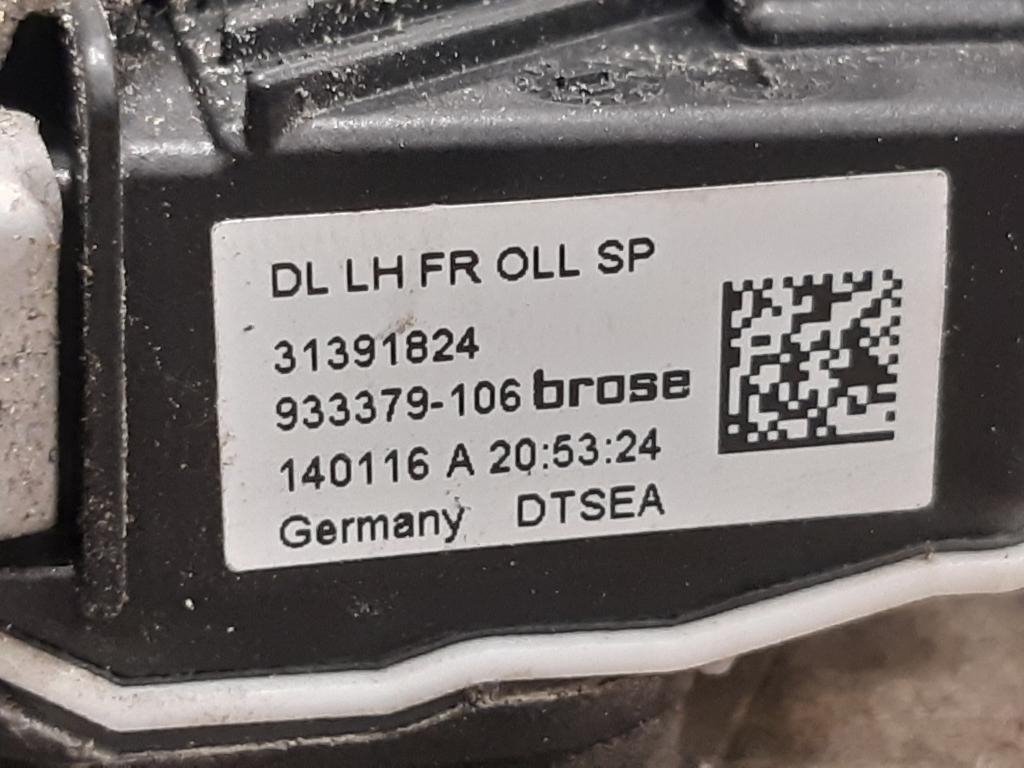 DL LH FR OLL SP
31391824
933379-106 brose
140116 A 20:53:24
Germany DTSEA